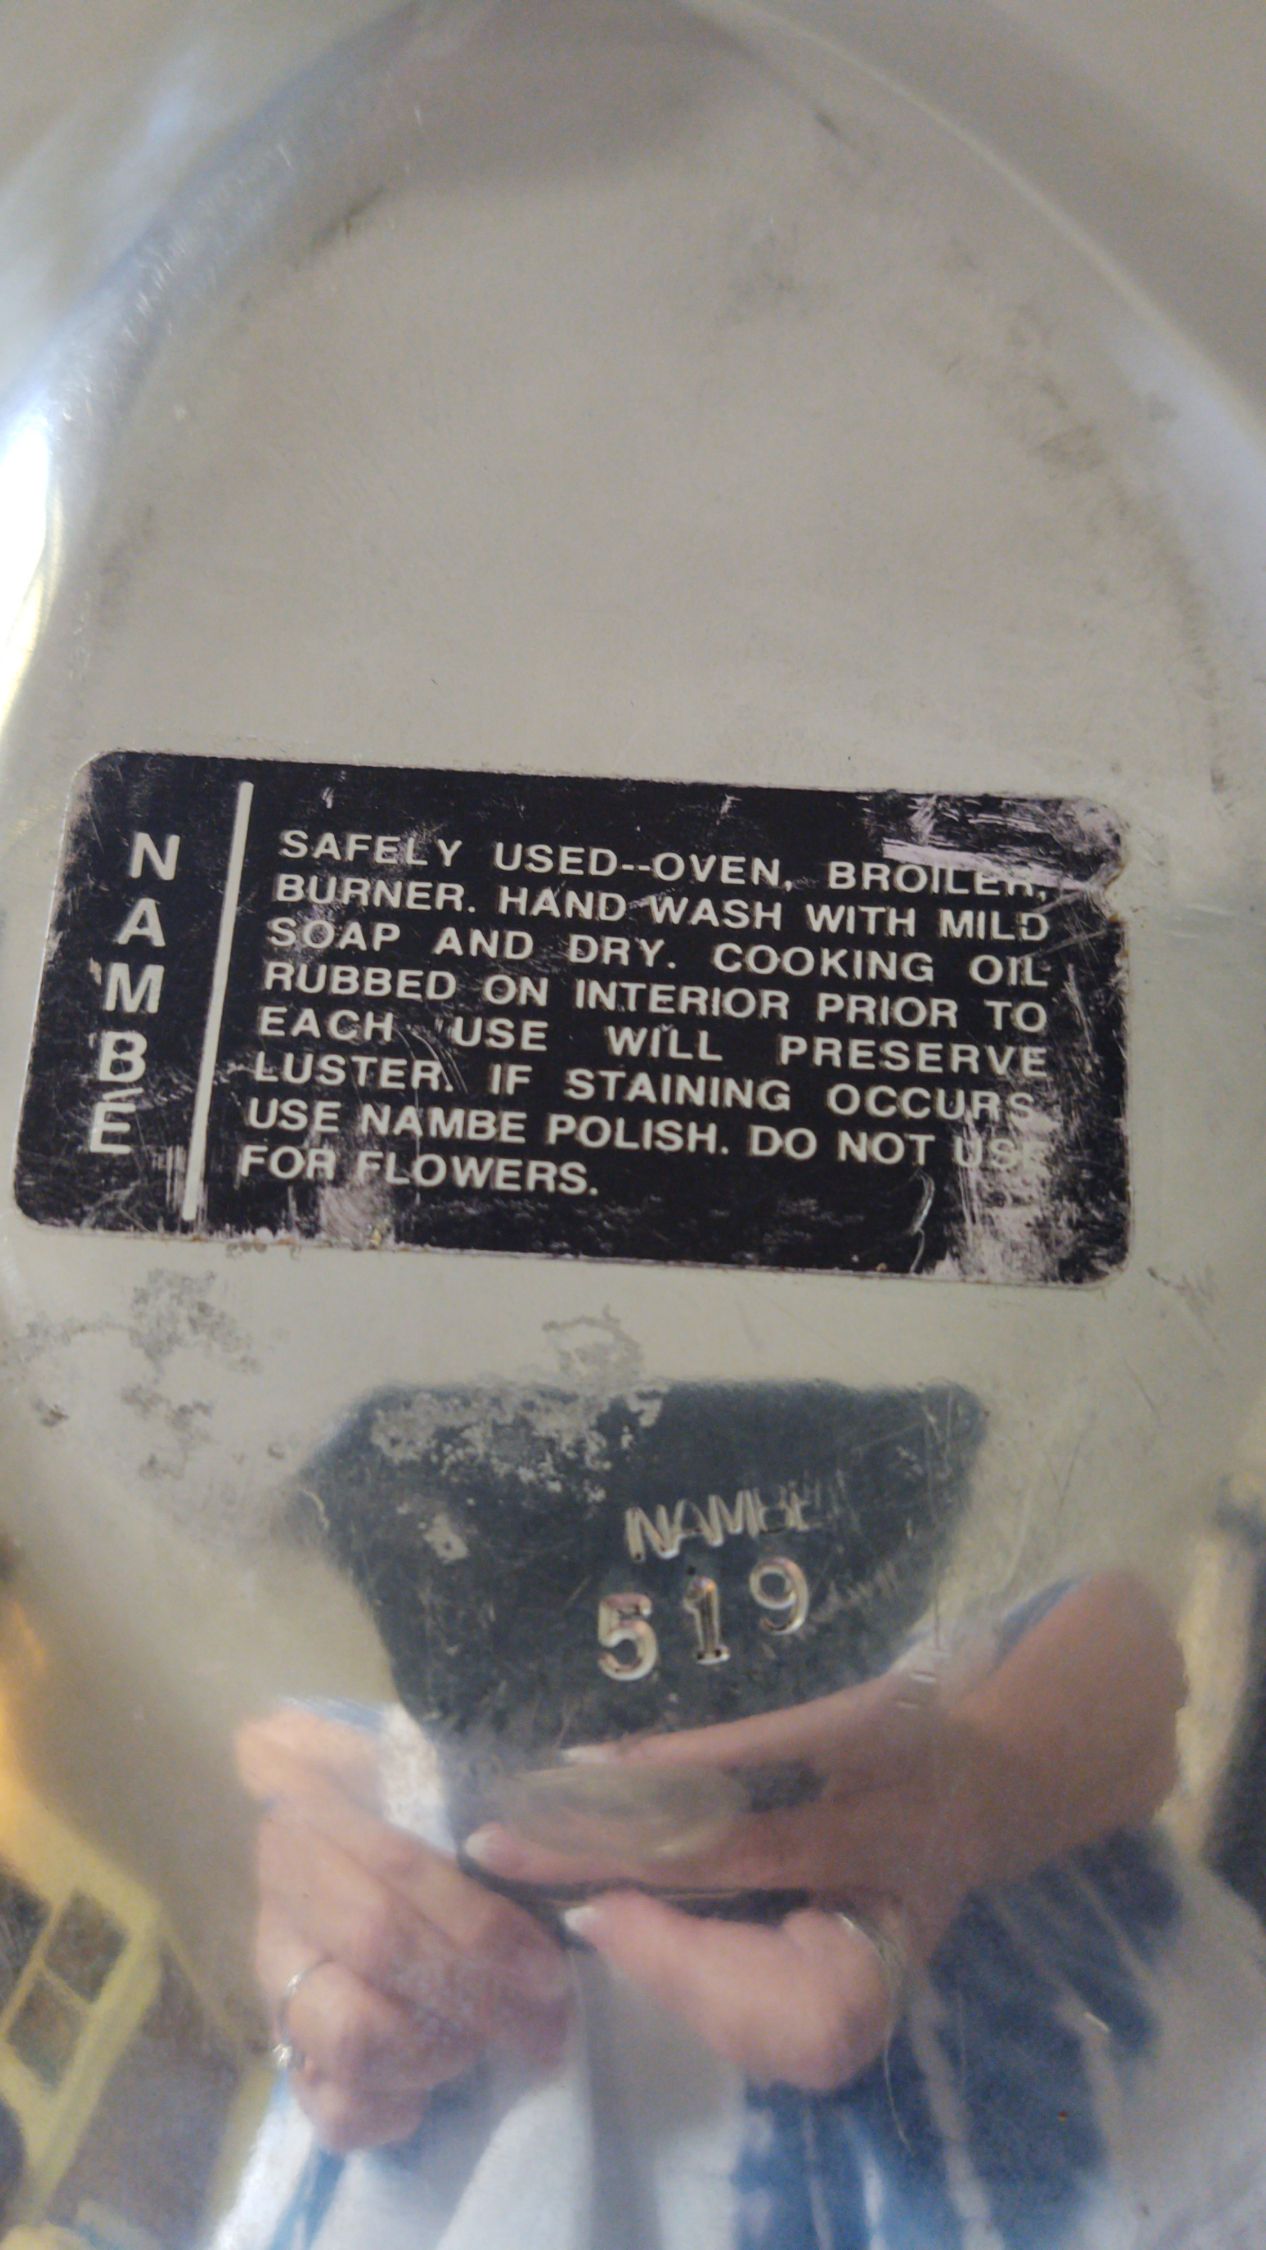 NAMBE
SAFELY USED--OVEN, BROILER,
BURNER. HAND WASH WITH MILD
SOAP AND DRY. COOKING OIL
RUBBED ON INTERIOR PRIOR TO
EACH USE WILL PRESERVE
LUSTER. IF STAINING OCCURS
USE NAMBE POLISH. DO NOT USE
FOR FLOWERS.
NAMBE
519